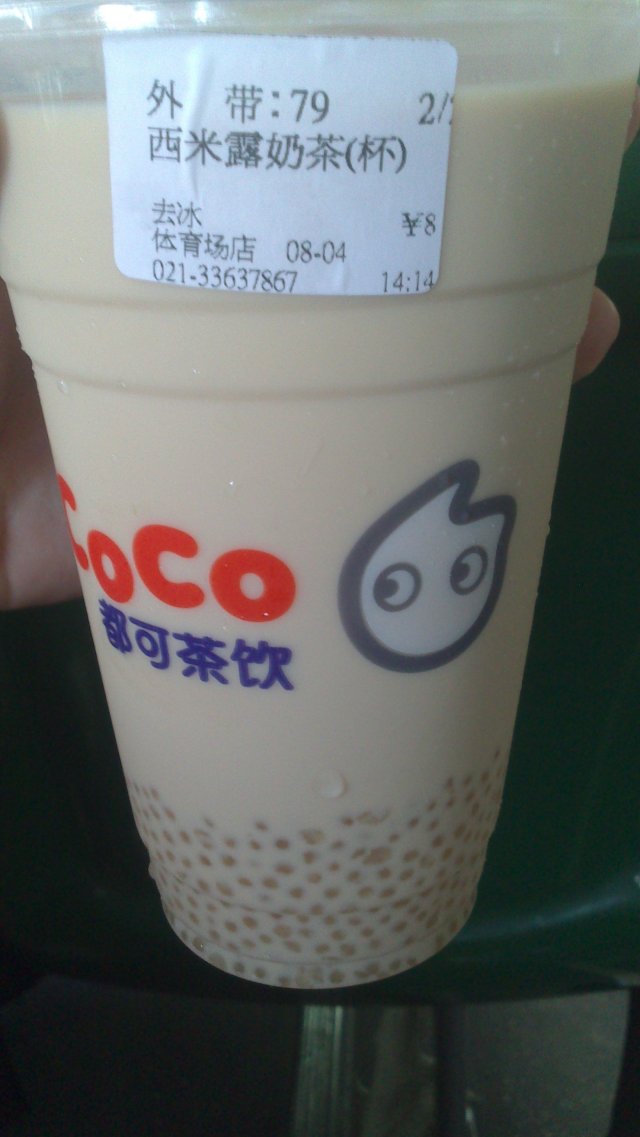 外 带:79 2/
西米露奶茶(杯)
去冰 ¥8
体育场店 08-04
021-33637867 14:14
CoCo
都可茶饮